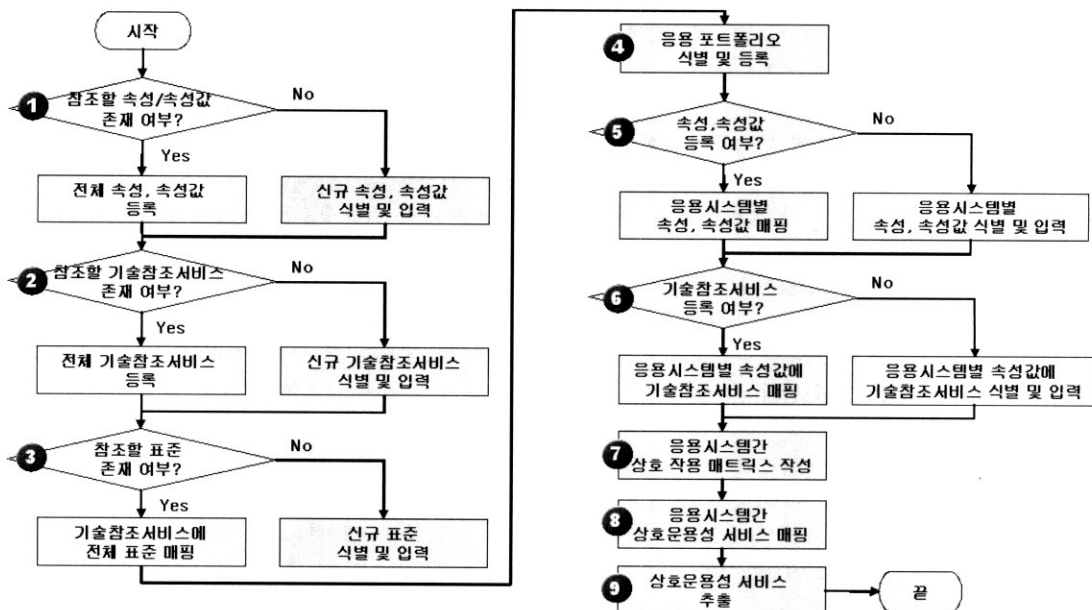 시작
1
참조할 속성/속성값
존재 여부?
No
Yes
전체 속성, 속성값
등록
신규 속성, 속성값
식별 및 입력
2
참조할 기술참조서비스
존재 여부?
No
Yes
전체 기술참조서비스
등록
신규 기술참조서비스
식별 및 입력
3
참조할 표준
존재 여부?
No
Yes
기술참조서비스에
전체 표준 매핑
신규 표준
식별 및 입력
4
응용 포트폴리오
식별 및 등록
5
속성,속성값
등록 여부?
No
Yes
응용시스템별
속성, 속성값 매핑
응용시스템별
속성, 속성값 식별 및 입력
6
기술참조서비스
등록 여부?
No
Yes
응용시스템별 속성값에
기술참조서비스 매핑
응용시스템별 속성값에
기술참조서비스 식별 및 입력
7
응용시스템간
상호 작용 매트릭스 작성
8
응용시스템간
상호운용성 서비스 매핑
9
상호운용성 서비스
추출
끝